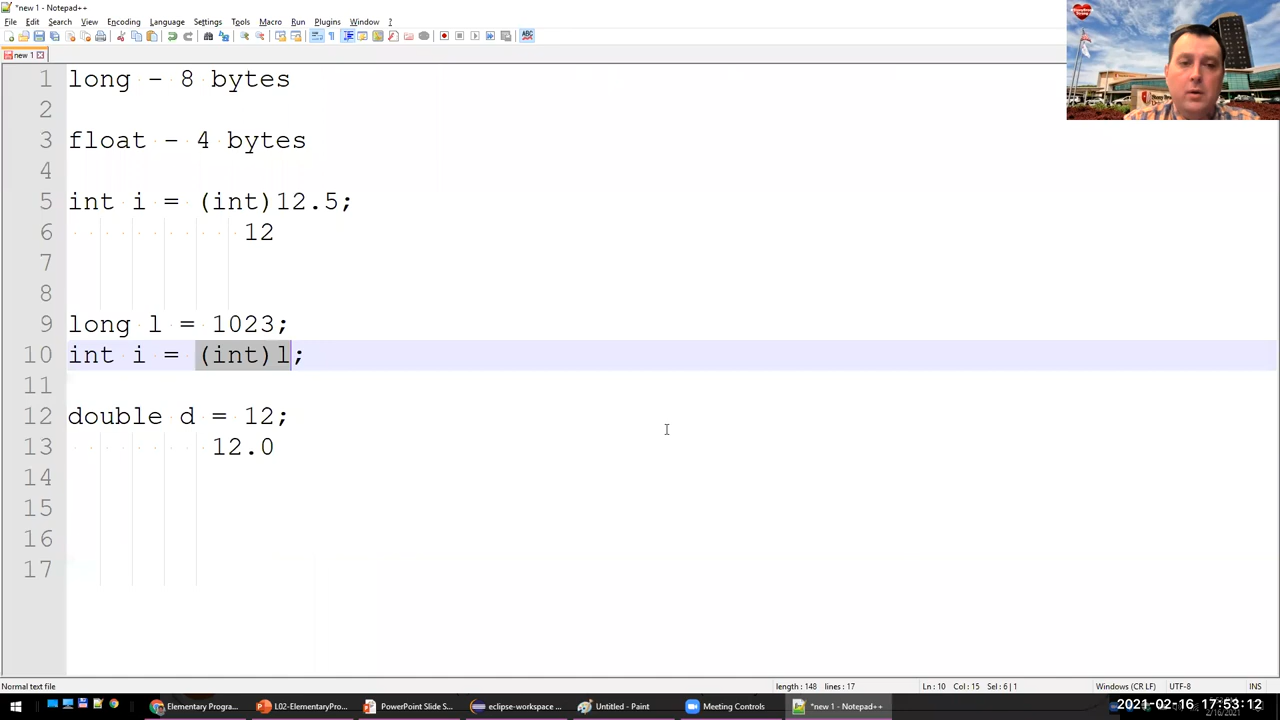 *new 1 - Notepad++
File Edit Search View Encoding Language Settings Tools Macro Run Plugins Window ?
new 1
1 long - 8 bytes
2
3 float - 4 bytes
4
5 int i = (int)12.5;
6 12
7
8
9 long l = 1023;
10 int i = (int)l;
11
12 double d = 12;
13 12.0
14
15
16
17
Normal text file length : 148 lines : 17 Ln : 10 Col : 15 Sel : 6 | 1 Windows (CR LF) UTF-8 INS
Elementary Progra... L02-ElementaryPro... PowerPoint Slide S... eclipse-workspace ... Untitled - Paint Meeting Controls *new 1 - Notepad++
2021-02-16 17:53:12